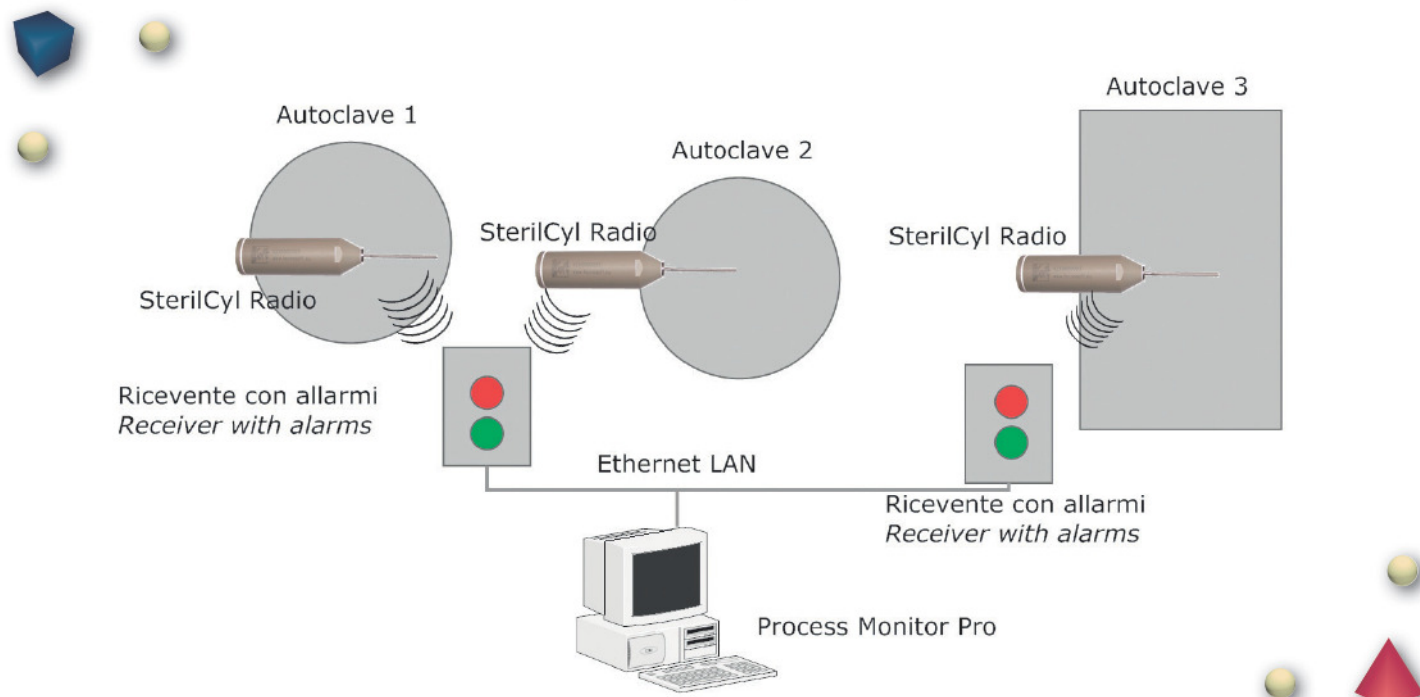 Autoclave 1
Autoclave 2
Autoclave 3
SterilCyl Radio
SterilCyl Radio
SterilCyl Radio
Ricevente con allarmi
Receiver with alarms
Ethernet LAN
Ricevente con allarmi
Receiver with alarms
Process Monitor Pro